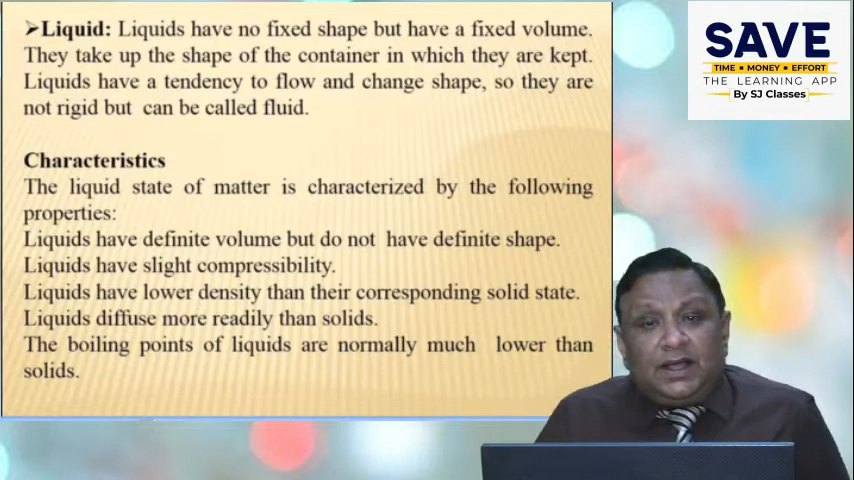 ➢Liquid: Liquids have no fixed shape but have a fixed volume.
They take up the shape of the container in which they are kept.
Liquids have a tendency to flow and change shape, so they are
not rigid but can be called fluid.
Characteristics
The liquid state of matter is characterized by the following
properties:
Liquids have definite volume but do not have definite shape.
Liquids have slight compressibility.
Liquids have lower density than their corresponding solid state.
Liquids diffuse more readily than solids.
The boiling points of liquids are normally much lower than
solids.
SAVE
TIME ▪ MONEY ▪ EFFORT
THE LEARNING APP
By SJ Classes